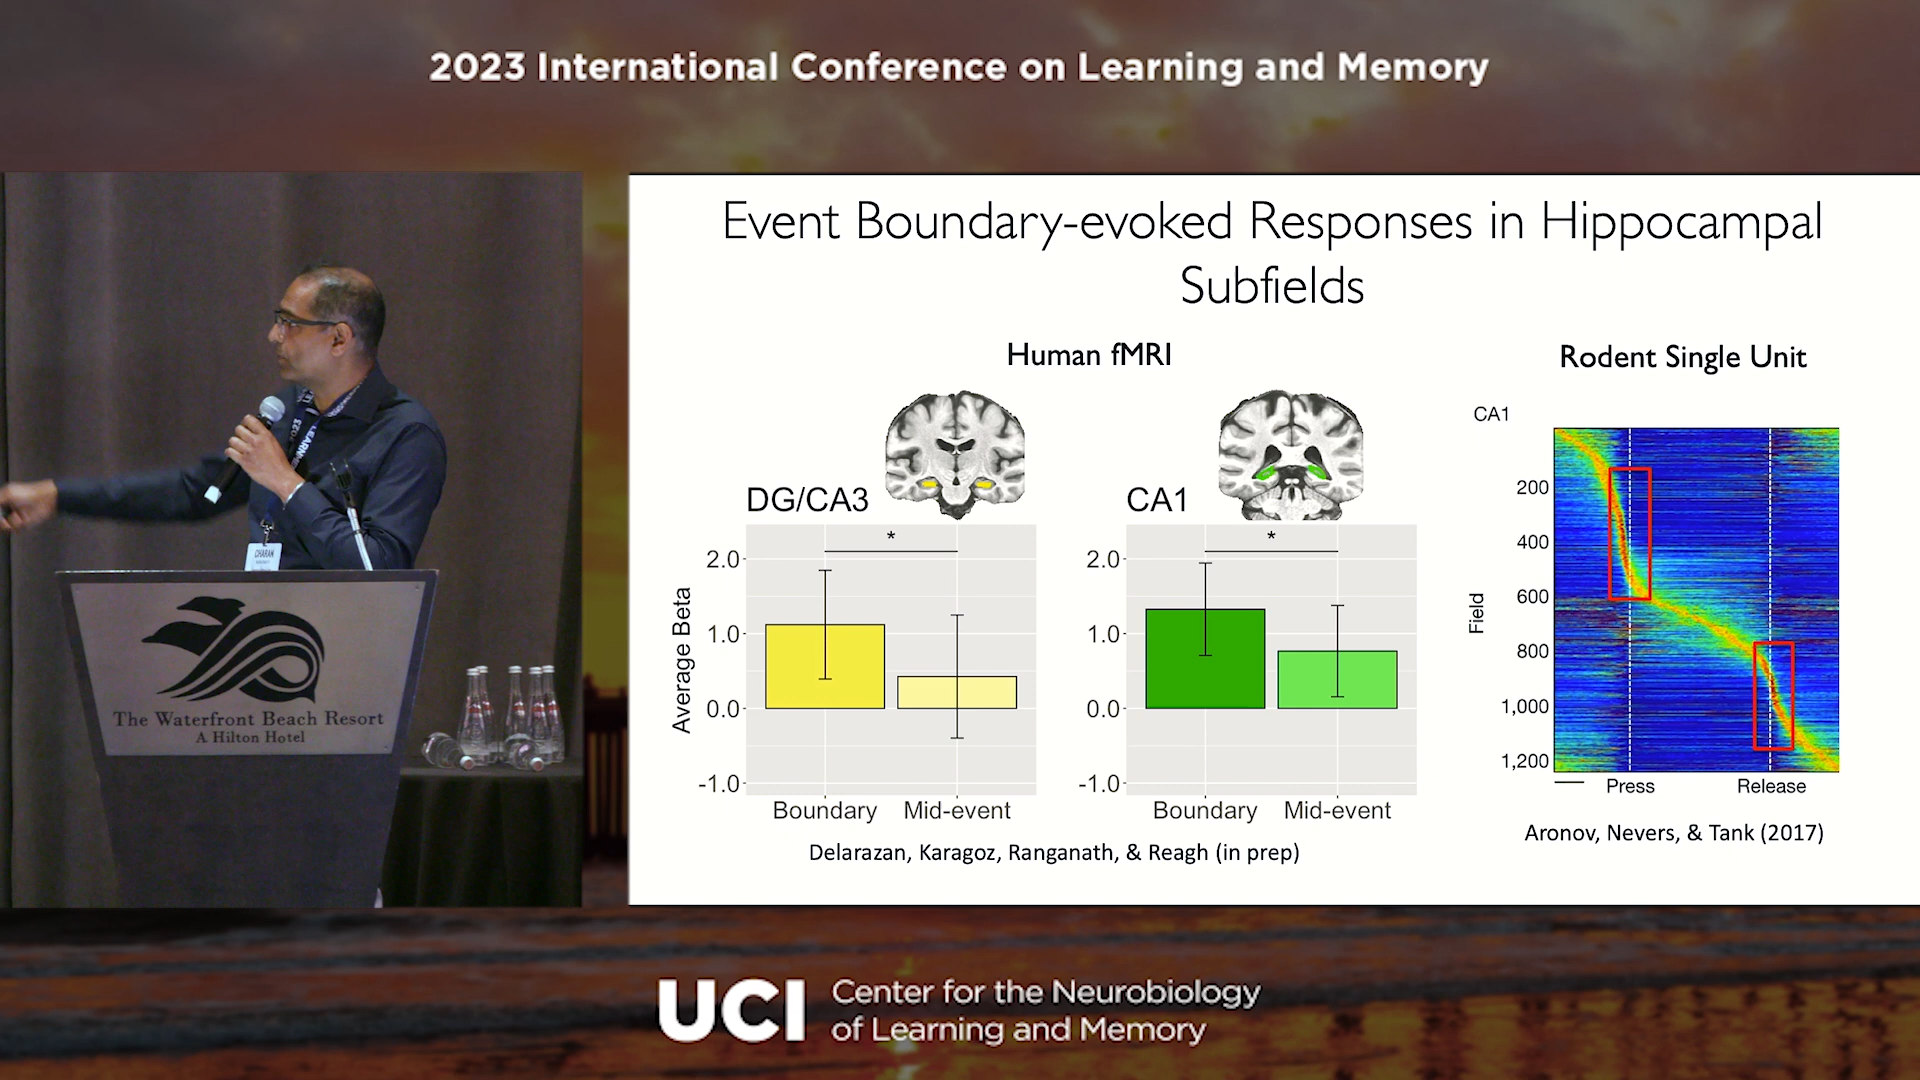 2023 International Conference on Learning and Memory
Event Boundary-evoked Responses in Hippocampal
Subfields
Human fMRI
Rodent Single Unit
DG/CA3
CA1
CA1
*
*
2.0
1.0
0.0
-1.0
Average Beta
Boundary
Mid-event
2.0
1.0
0.0
-1.0
Boundary
Mid-event
Field
200
400
600
800
1,000
1,200
Press
Release
Delarazan, Karagoz, Ranganath, & Reagh (in prep)
Aronov, Nevers, & Tank (2017)
2023
LEARN
CHARAN
The Waterfront Beach Resort
A Hilton Hotel
UCI
Center for the Neurobiology
of Learning and Memory